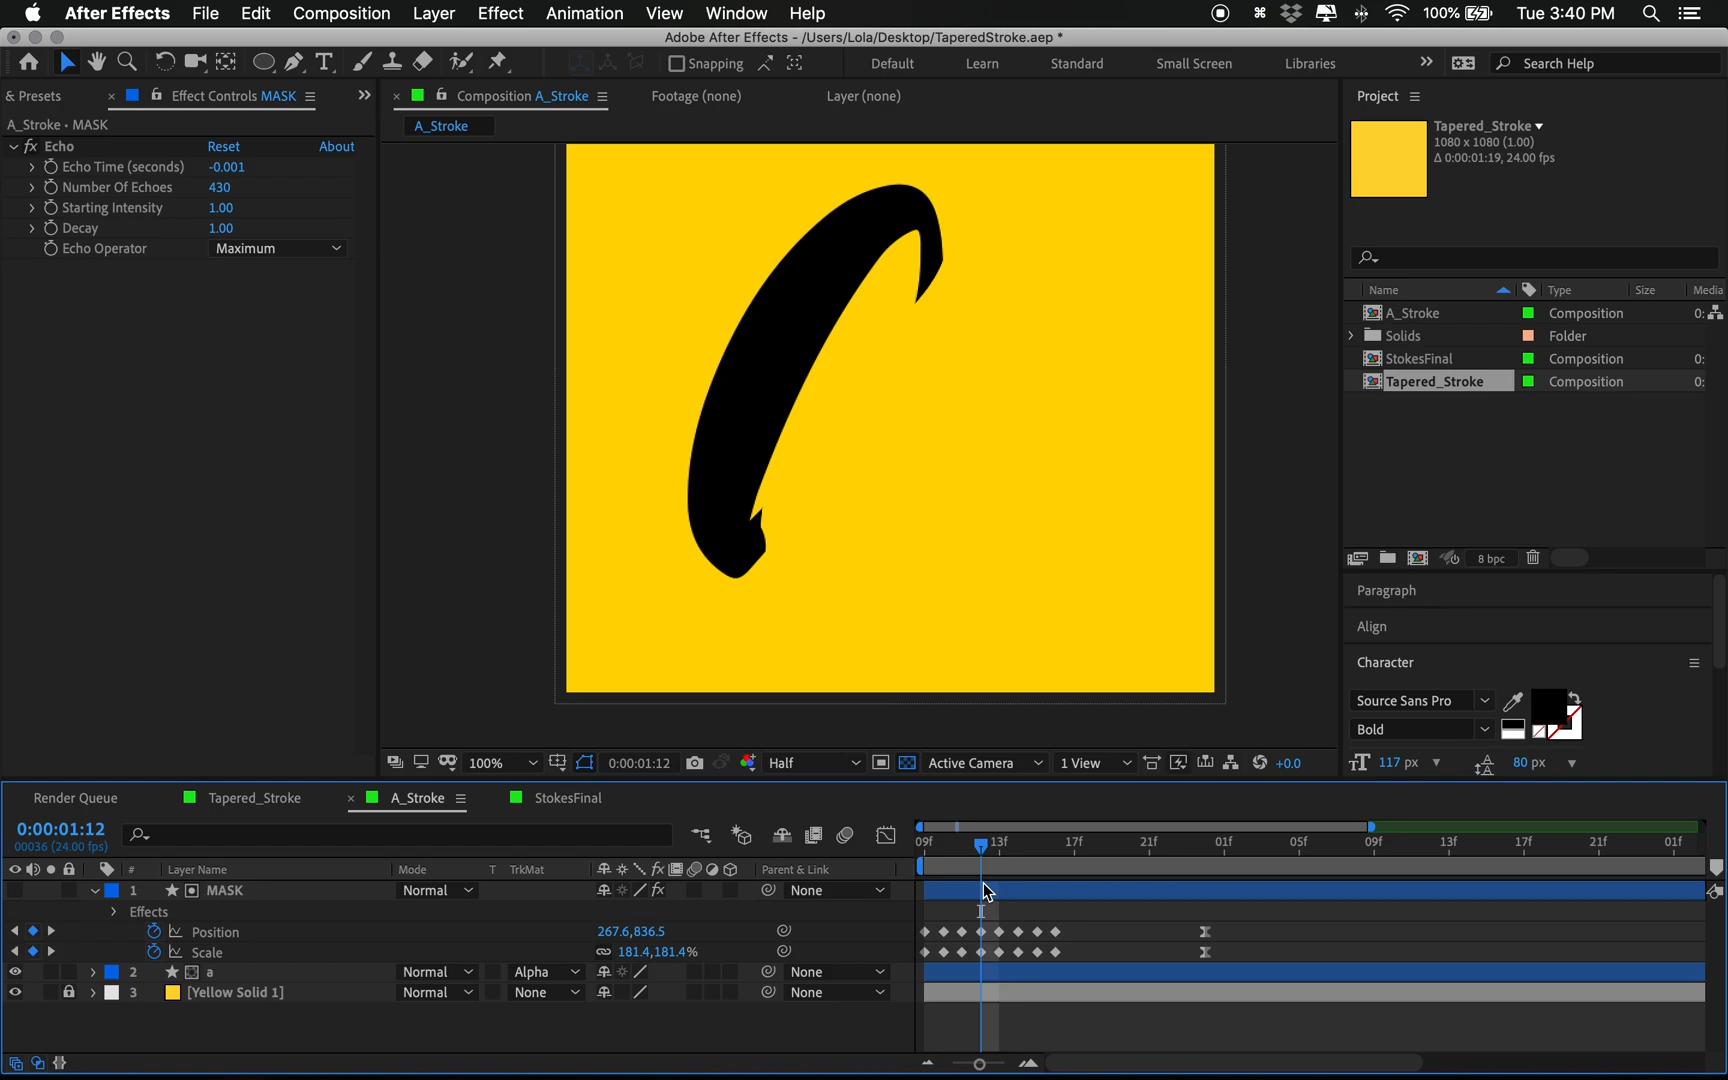 After Effects File Edit Composition Layer Effect Animation View Window Help 100% Tue 3:40 PM
Adobe After Effects - /Users/Lola/Desktop/TaperedStroke.aep *
Snapping Default Learn Standard Small Screen Libraries Search Help
& Presets Effect Controls MASK Composition A_Stroke Footage (none) Layer (none) Project
A_Stroke • MASK
A_Stroke
Tapered_Stroke
1080 x 1080 (1.00)
Δ 0:00:01:19, 24.00 fps
fx Echo Reset About
Echo Time (seconds) -0.001
Number Of Echoes 430
Starting Intensity 1.00
Decay 1.00
Echo Operator Maximum
Name Type Size Media
A_Stroke Composition 0:
Solids Folder
StokesFinal Composition 0:
Tapered_Stroke Composition 0:
8 bpc
Paragraph
Align
Character
Source Sans Pro
Bold
117 px 80 px
100% 0:00:01:12 Half Active Camera 1 View +0.0
Render Queue Tapered_Stroke A_Stroke StokesFinal
0:00:01:12
00036 (24.00 fps)
09f 13f 17f 21f 01f 05f 09f 13f 17f 21f 01f
# Layer Name Mode T TrkMat fx Parent & Link
1 MASK Normal fx None
Effects
Position 267.6,836.5
Scale 181.4,181.4%
2 a Normal Alpha None
3 [Yellow Solid 1] Normal None None